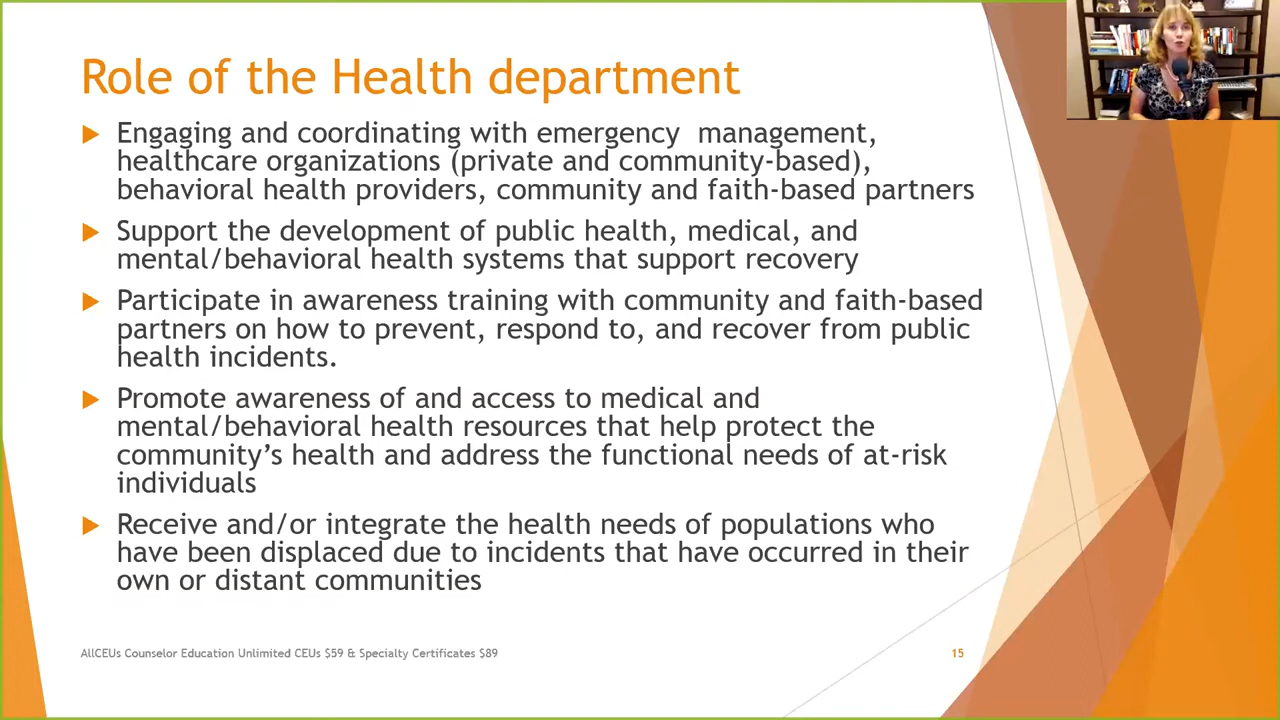 Role of the Health department
Engaging and coordinating with emergency management,
healthcare organizations (private and community-based),
behavioral health providers, community and faith-based partners
Support the development of public health, medical, and
mental/behavioral health systems that support recovery
Participate in awareness training with community and faith-based
partners on how to prevent, respond to, and recover from public
health incidents.
Promote awareness of and access to medical and
mental/behavioral health resources that help protect the
community’s health and address the functional needs of at-risk
individuals
Receive and/or integrate the health needs of populations who
have been displaced due to incidents that have occurred in their
own or distant communities
AllCEUs Counselor Education Unlimited CEUs $59 & Specialty Certificates $89
15